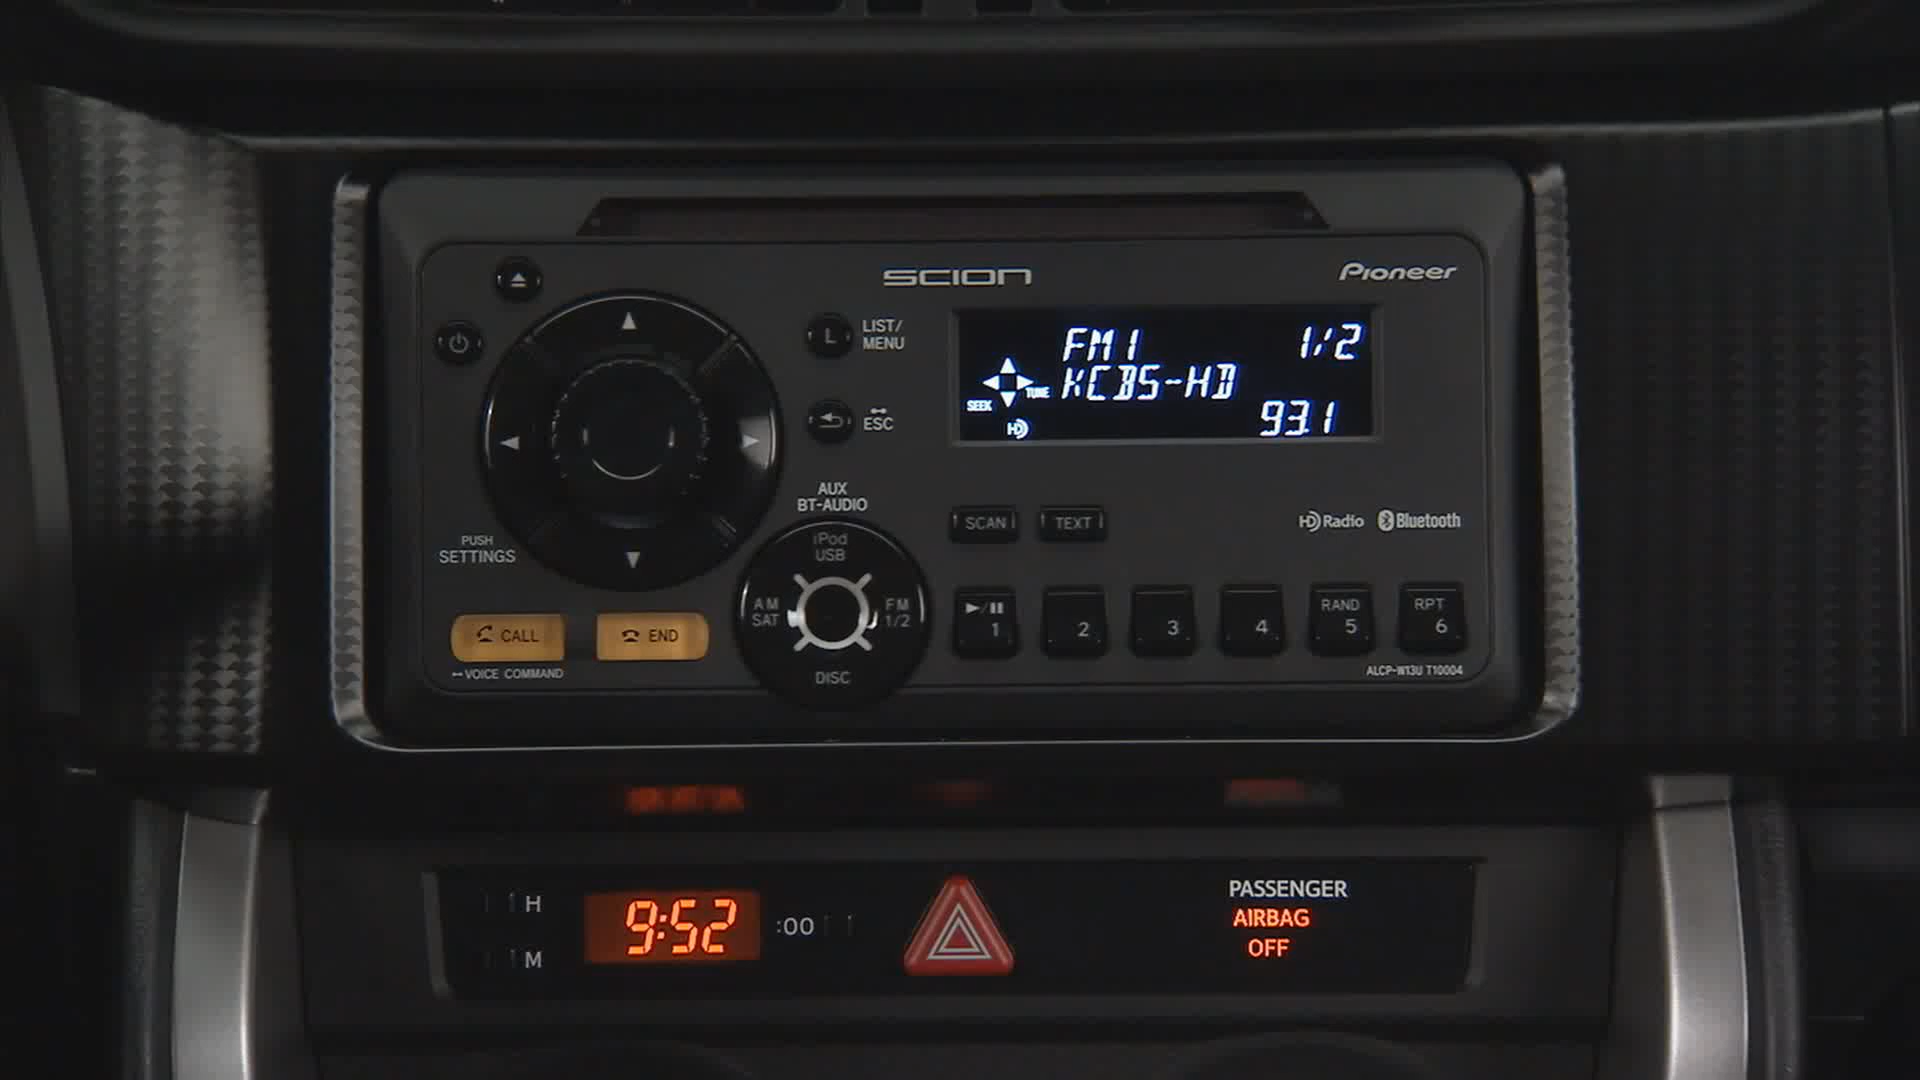 SCION
Pioneer
L LIST/
MENU
FM1 1/2
KCBS-HD
SEEK TUNE
HD 93.1
ESC
AUX
BT-AUDIO
PUSH
SETTINGS
SCAN TEXT
HD Radio Bluetooth
iPod
USB
AM
SAT
FM
1/2
DISC
CALL END
VOICE COMMAND
1 2 3 4
RAND
5
RPT
6
ALCP-W13U T10004
H
M
9:52 :00
PASSENGER
AIRBAG
OFF